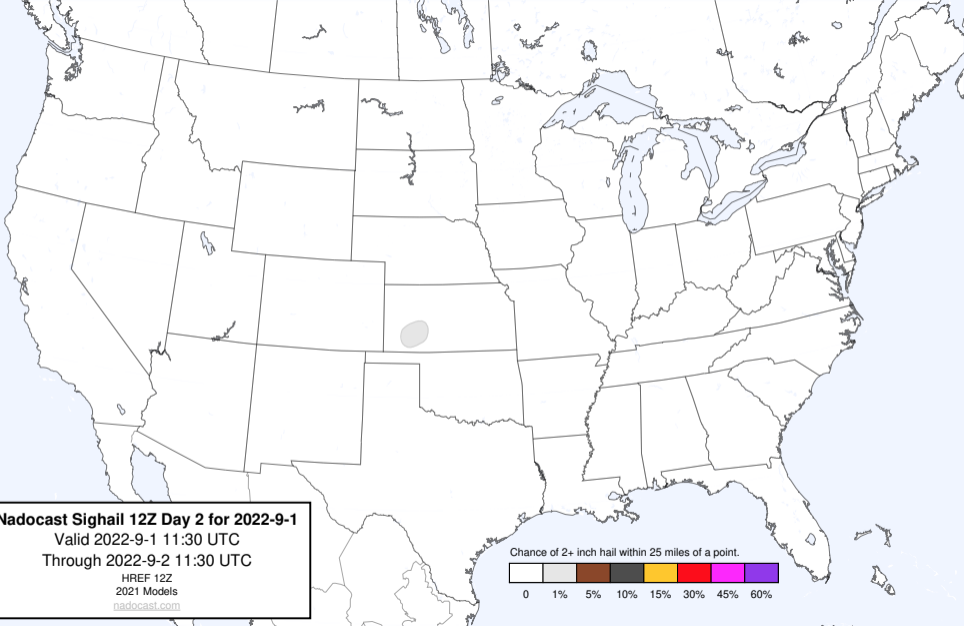 Nadocast Sighail 12Z Day 2 for 2022-9-1
Valid 2022-9-1 11:30 UTC
Through 2022-9-2 11:30 UTC
HREF 12Z
2021 Models
nadocast.com
Chance of 2+ inch hail within 25 miles of a point.
0 1% 5% 10% 15% 30% 45% 60%